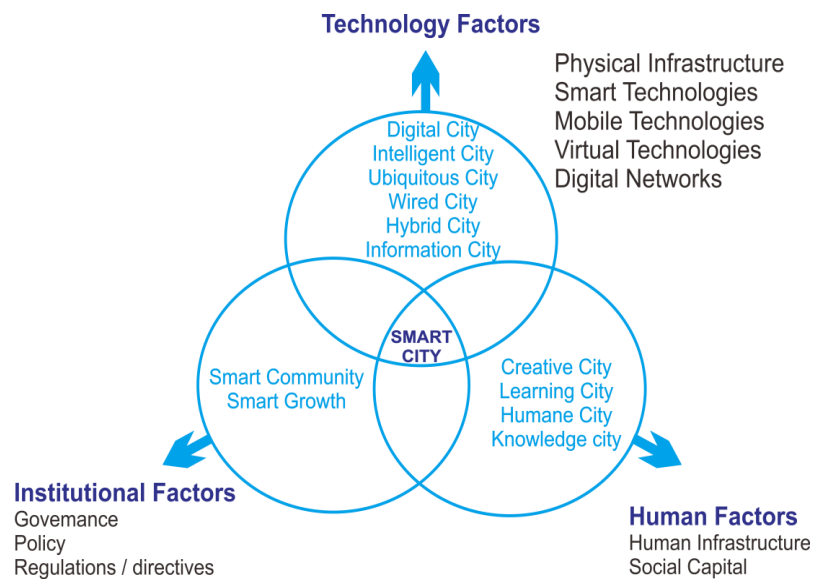 Technology Factors
Physical Infrastructure
Smart Technologies
Mobile Technologies
Virtual Technologies
Digital Networks
Digital City
Intelligent City
Ubiquitous City
Wired City
Hybrid City
Information City
SMART
CITY
Smart Community
Smart Growth
Creative City
Learning City
Humane City
Knowledge city
Institutional Factors
Govemance
Policy
Regulations / directives
Human Factors
Human Infrastructure
Social Capital